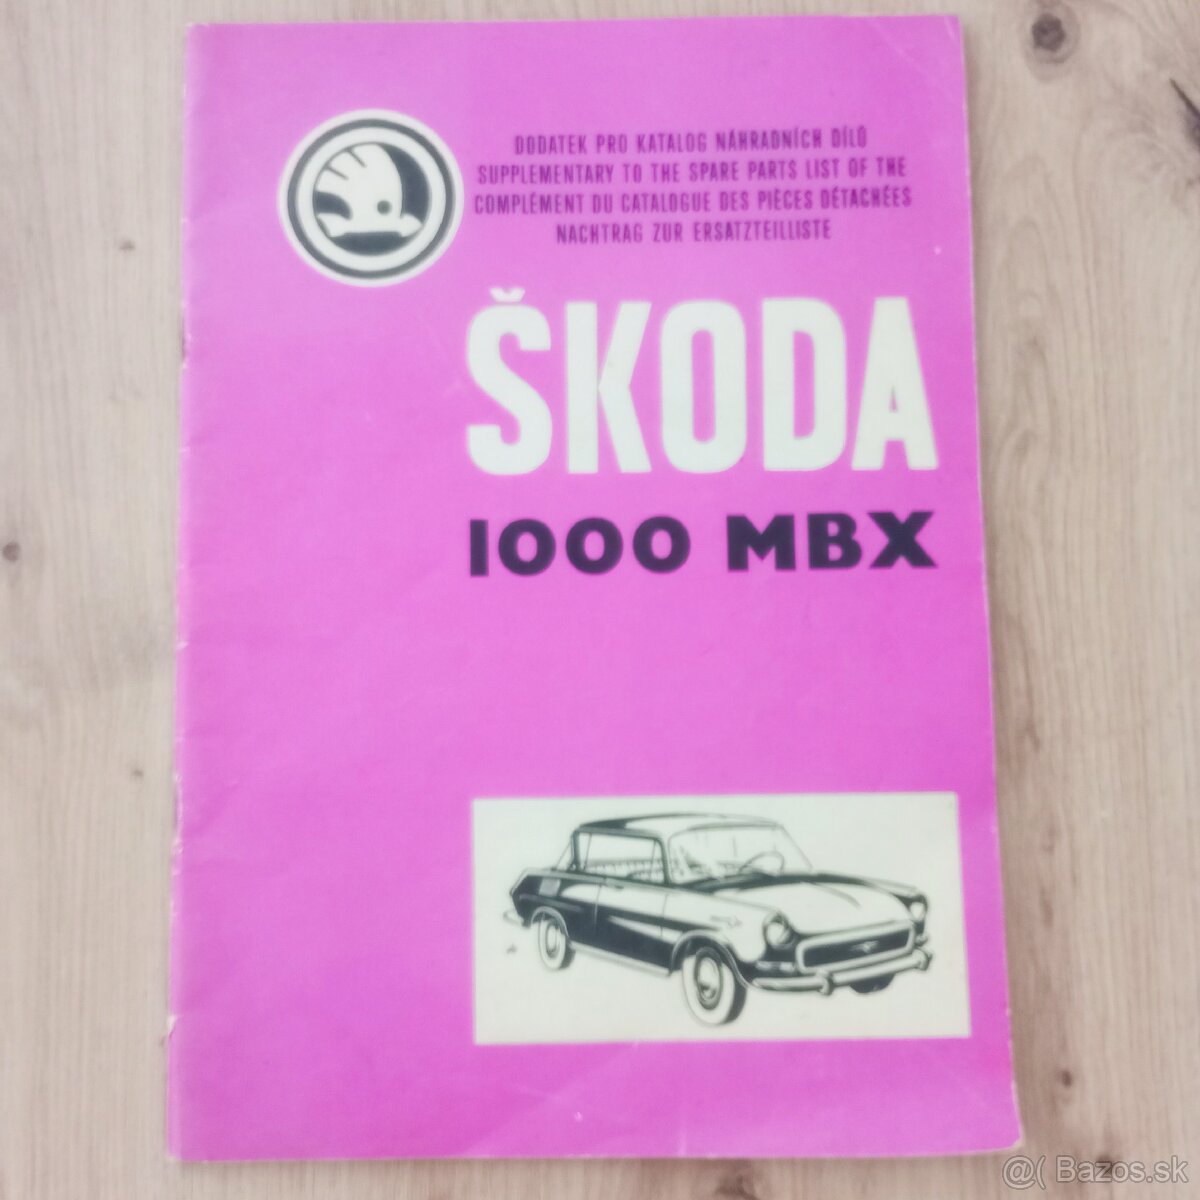 DODATEK PRO KATALOG NÁHRADNÍCH DÍLŮ
SUPPLEMENTARY TO THE SPARE PARTS LIST OF THE
COMPLÉMENT DU CATALOGUE DES PIÈCES DÉTACHÉES
NACHTRAG ZUR ERSATZTEILLISTE
ŠKODA
1000 MBX
@( Bazos.sk